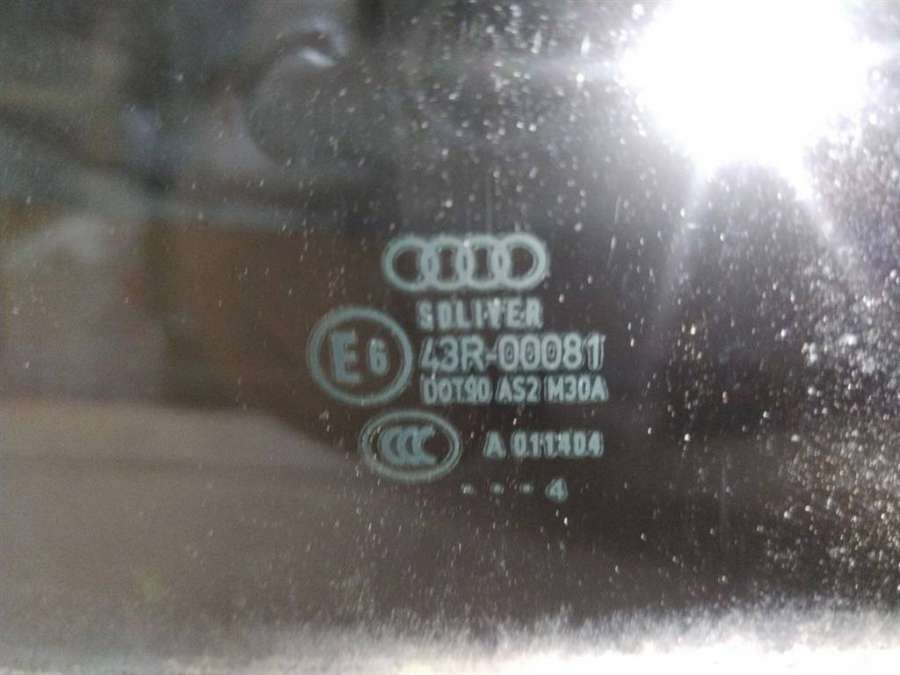 SOLIVER
E6 43R-00081
DOT90 AS2 M30A
CCC A 011404
- - - 4